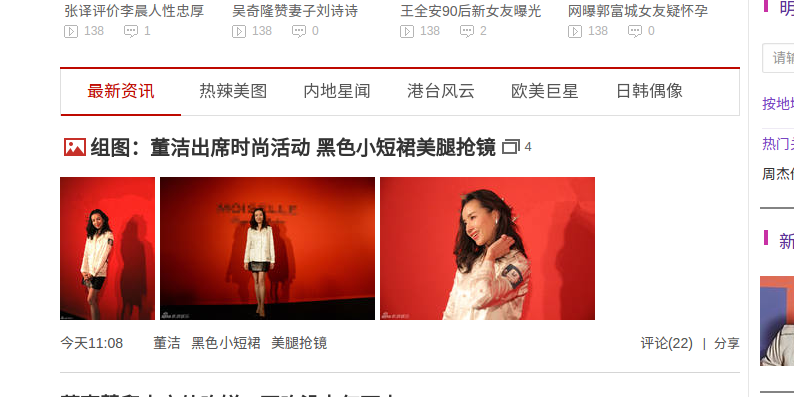 张译评价李晨人性忠厚 吴奇隆赞妻子刘诗诗 王全安90后新女友曝光 网曝郭富城女友疑怀孕
138 1 138 0 138 2 138 0
最新资讯 热辣美图 内地星闻 港台风云 欧美巨星 日韩偶像
组图：董洁出席时尚活动 黑色小短裙美腿抢镜 4
MOISELLE
今天11:08 董洁 黑色小短裙 美腿抢镜 评论(22) | 分享
明
请输
按地
热门
周杰
新